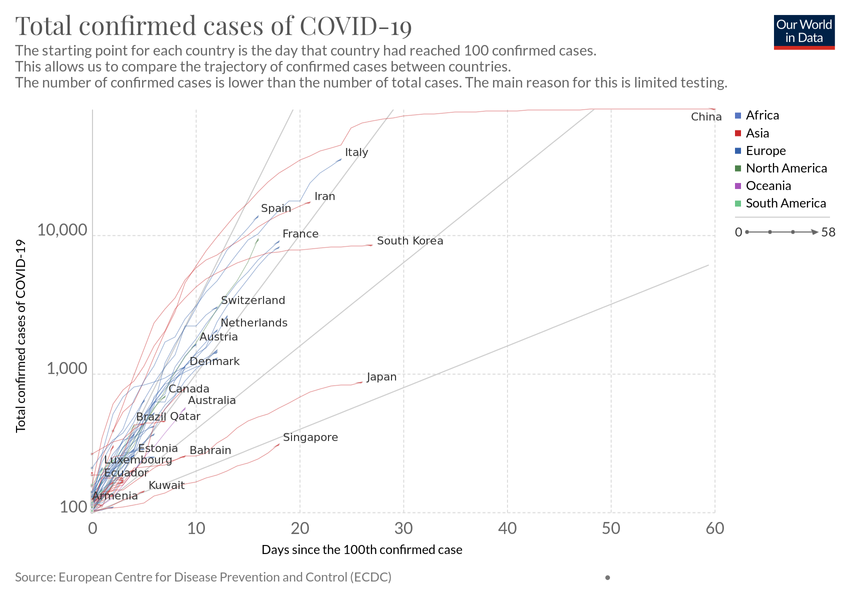 Total confirmed cases of COVID-19
Our World
in Data
The starting point for each country is the day that country had reached 100 confirmed cases.
This allows us to compare the trajectory of confirmed cases between countries.
The number of confirmed cases is lower than the number of total cases. The main reason for this is limited testing.
China
Africa
Asia
Europe
North America
Oceania
South America
0 58
Italy
Iran
Spain
10,000
France
South Korea
Switzerland
Netherlands
Austria
Denmark
1,000
Japan
Canada
Australia
Brazil Qatar
Singapore
Estonia
Bahrain
Luxembourg
Ecuador
Kuwait
Armenia
100
Total confirmed cases of COVID-19
0 10 20 30 40 50 60
Days since the 100th confirmed case
Source: European Centre for Disease Prevention and Control (ECDC)